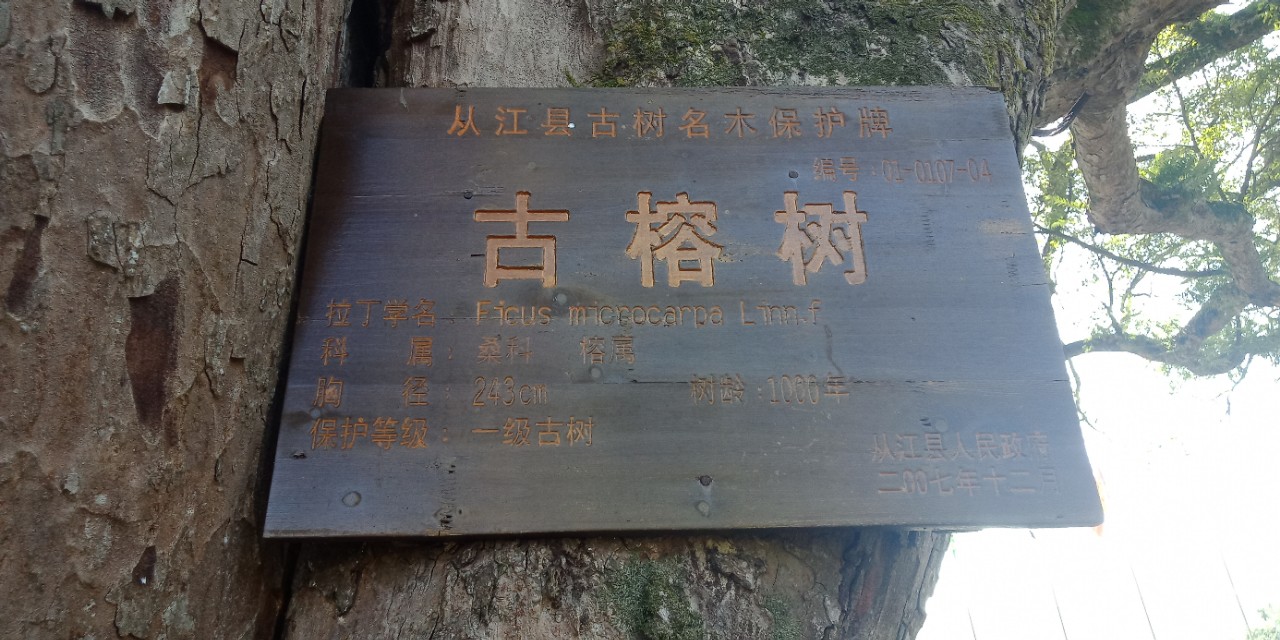 从江县古树名木保护牌
编号:01-0107-04
古榕树
拉丁学名: Ficus microcarpa Linn.f
科 属: 桑科 榕属
胸 径: 243cm 树龄:1000年
保护等级: 一级古树
从江县人民政府
二00七年十二月